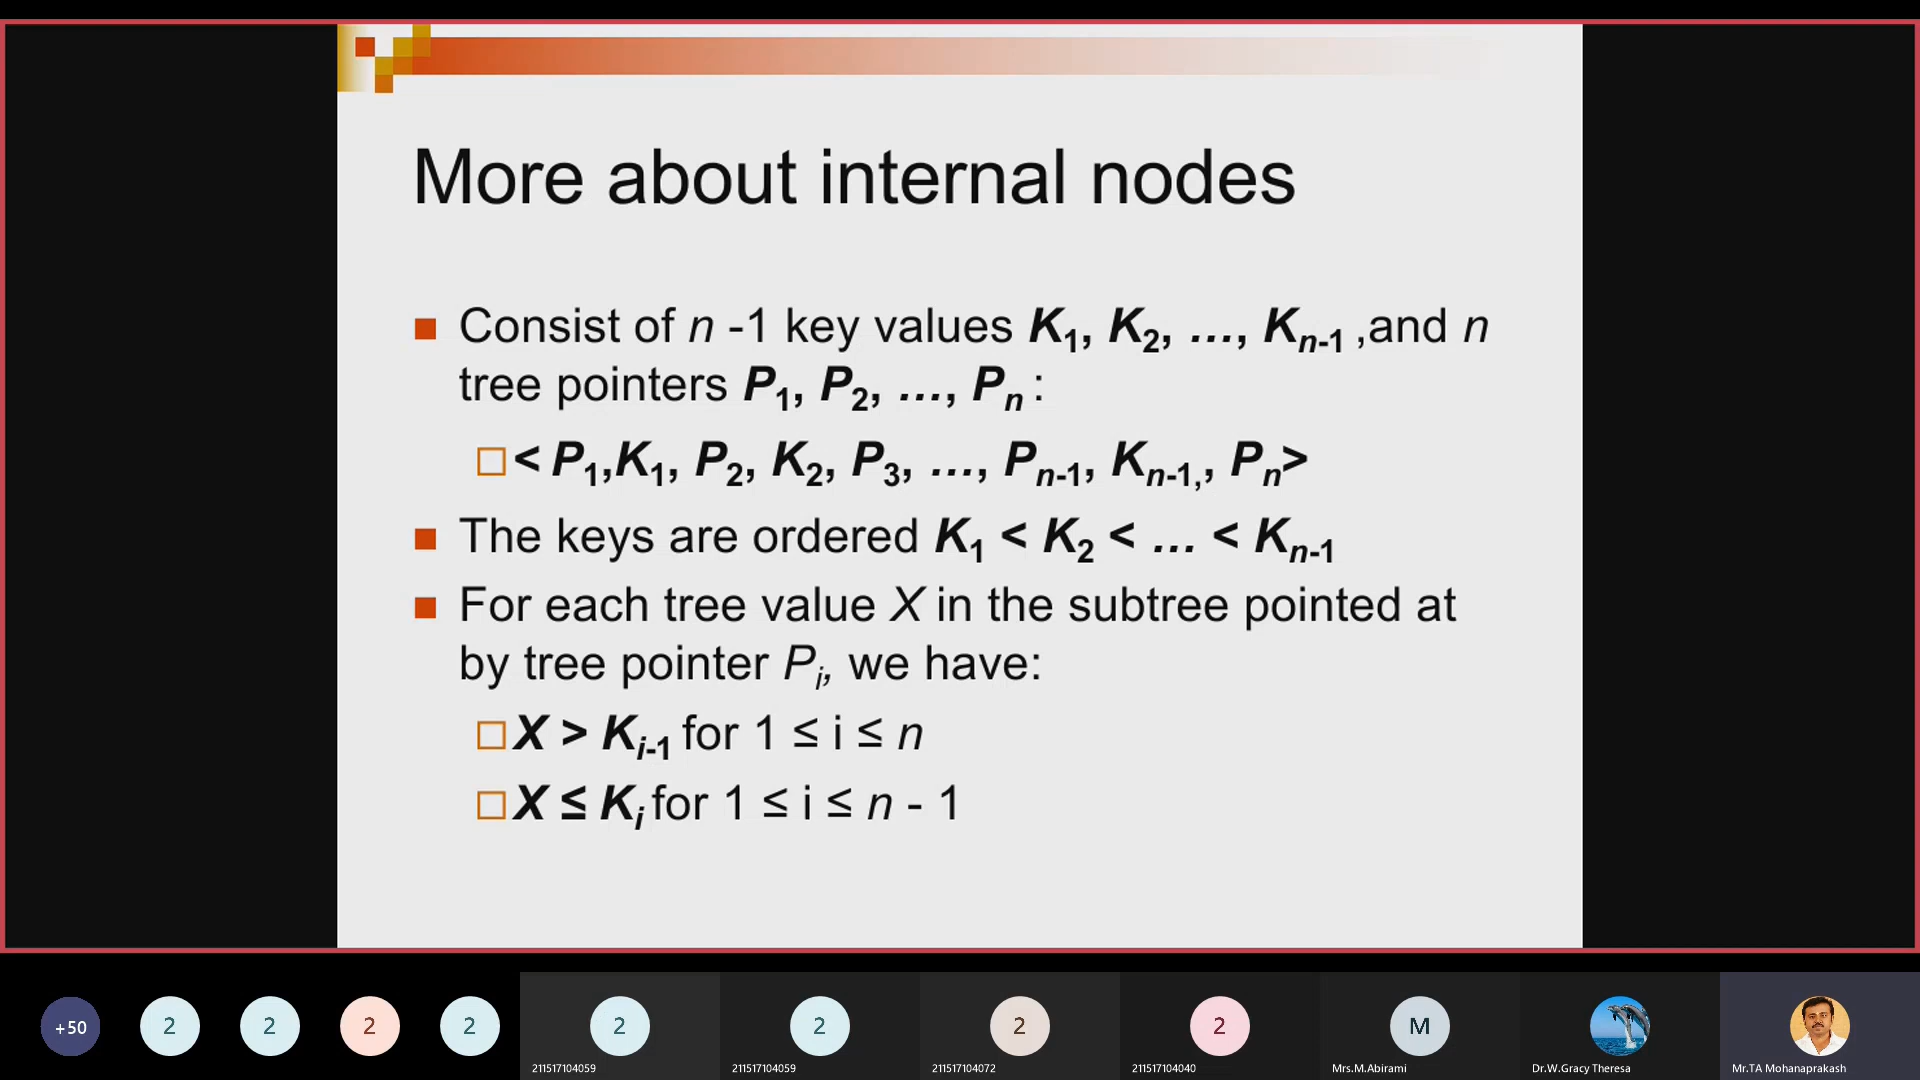 More about internal nodes
Consist of n -1 key values K1, K2, …, Kn-1 ,and n
tree pointers P1, P2, …, Pn :
< P1,K1, P2, K2, P3, …, Pn-1, Kn-1,, Pn>
The keys are ordered K1 < K2 < … < Kn-1
For each tree value X in the subtree pointed at
by tree pointer Pi, we have:
X > Ki-1 for 1 ≤ i ≤ n
X ≤ Ki for 1 ≤ i ≤ n - 1
+50 2 2 2 2 2 2 2 2 M
211517104059 211517104059 211517104072 211517104040 Mrs.M.Abirami Dr.W.Gracy Theresa Mr.TA Mohanaprakash